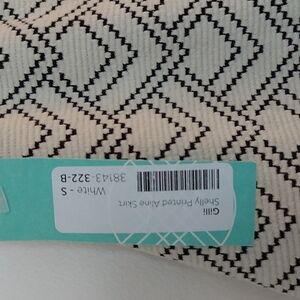 Gilli
Shelly Printed Aline Skirt
White - S
38143-322-B